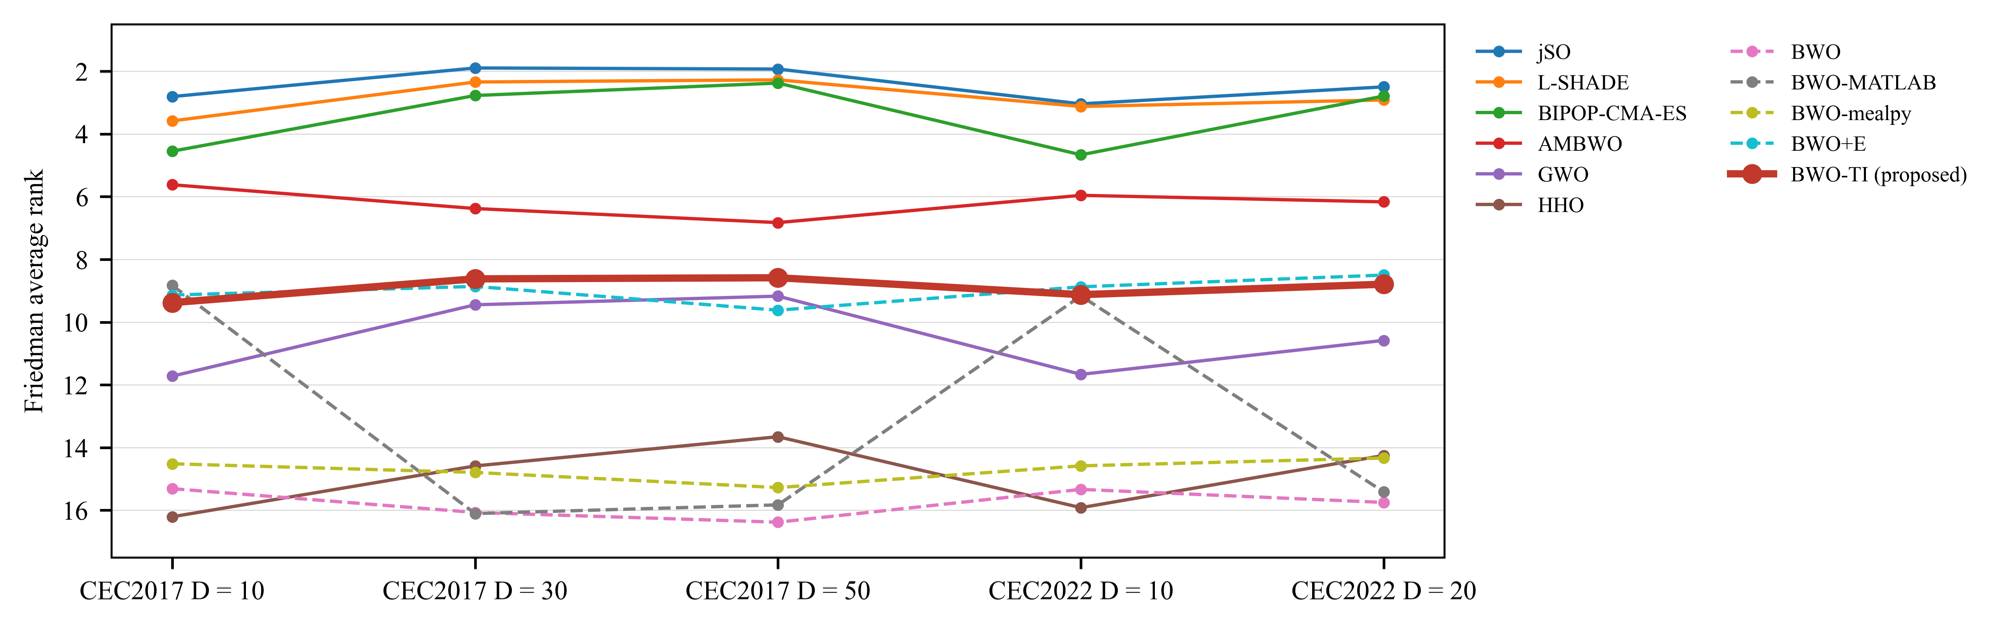 Friedman average rank
2
4
6
8
10
12
14
16
CEC2017 D = 10
CEC2017 D = 30
CEC2017 D = 50
CEC2022 D = 10
CEC2022 D = 20
jSO
L-SHADE
BIPOP-CMA-ES
AMBWO
GWO
HHO
BWO
BWO-MATLAB
BWO-mealpy
BWO+E
BWO-TI (proposed)